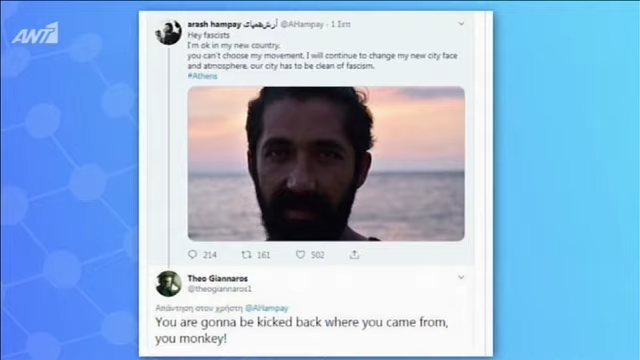 ANT1
arash hampay آرش‌همپای @AHampay · 1 Σεπ
Hey fascists
I'm ok in my new country.
you can't choose my movement, I will continue to change my new city face
and atmosphere, our city has to be clean of fascism.
#Athens
214 161 502
Theo Giannaros
@theogiannaros1
Απάντηση στον χρήστη @AHampay
You are gonna be kicked back where you came from,
you monkey!